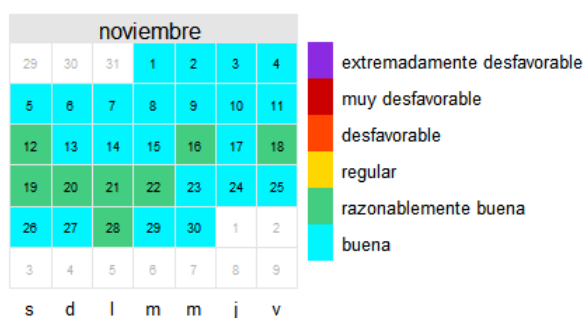 noviembre
29 30 31 1 2 3 4
5 6 7 8 9 10 11
12 13 14 15 16 17 18
19 20 21 22 23 24 25
26 27 28 29 30 1 2
3 4 5 6 7 8 9
s d l m m j v
extremadamente desfavorable
muy desfavorable
desfavorable
regular
razonablemente buena
buena